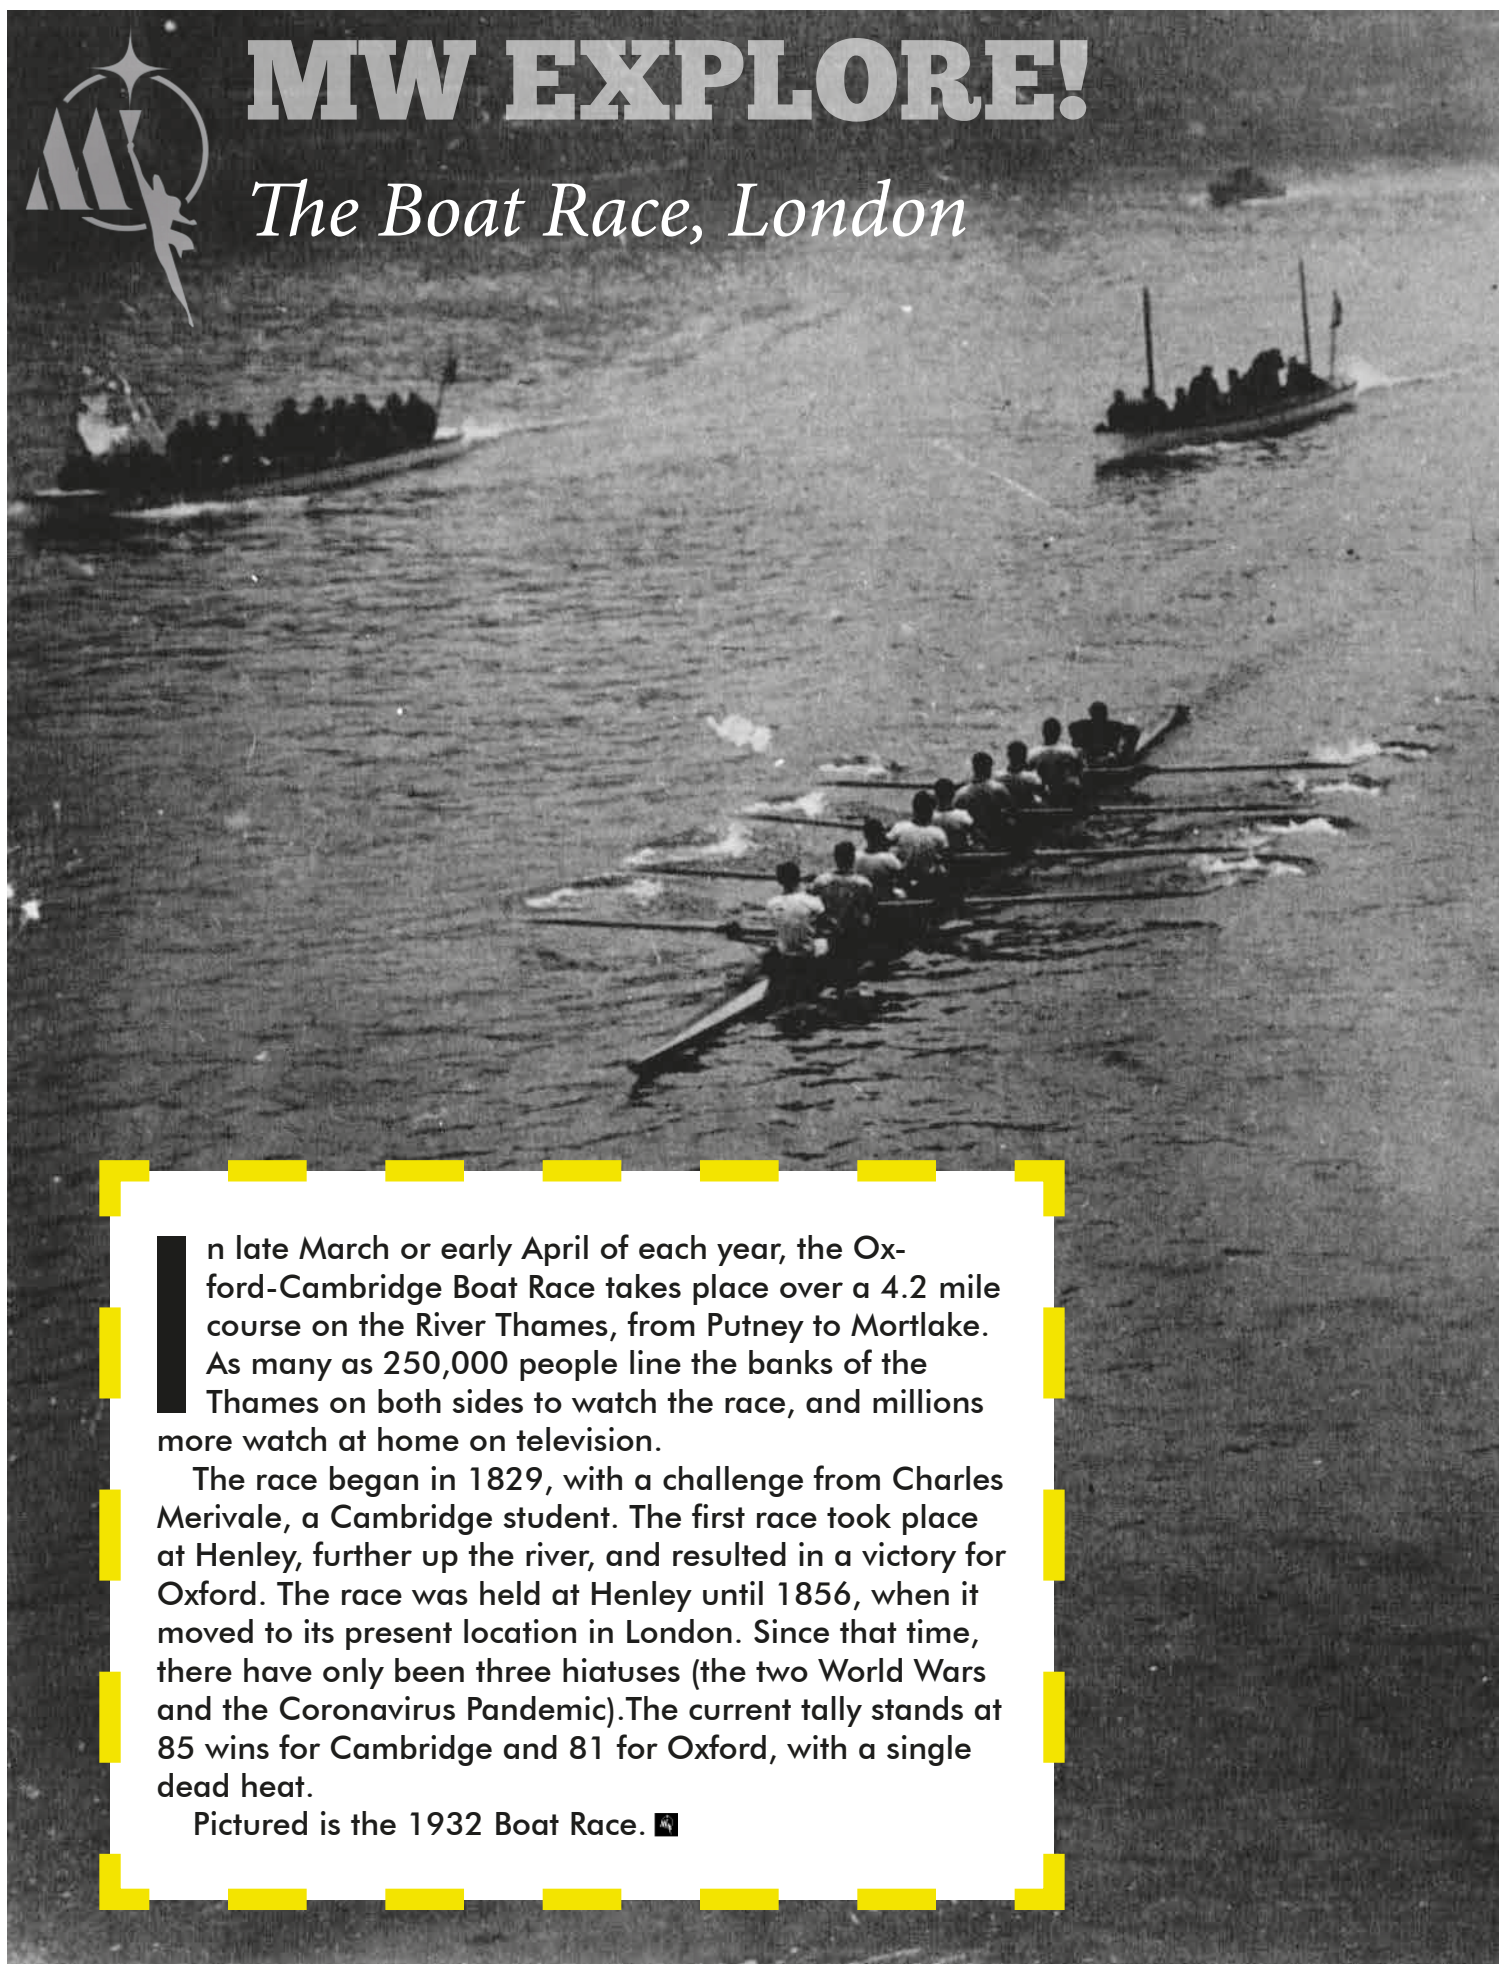 MW EXPLORE!
The Boat Race, London
In late March or early April of each year, the Ox-
ford-Cambridge Boat Race takes place over a 4.2 mile
course on the River Thames, from Putney to Mortlake.
As many as 250,000 people line the banks of the
Thames on both sides to watch the race, and millions
more watch at home on television.
The race began in 1829, with a challenge from Charles
Merivale, a Cambridge student. The first race took place
at Henley, further up the river, and resulted in a victory for
Oxford. The race was held at Henley until 1856, when it
moved to its present location in London. Since that time,
there have only been three hiatuses (the two World Wars
and the Coronavirus Pandemic).The current tally stands at
85 wins for Cambridge and 81 for Oxford, with a single
dead heat.
Pictured is the 1932 Boat Race.